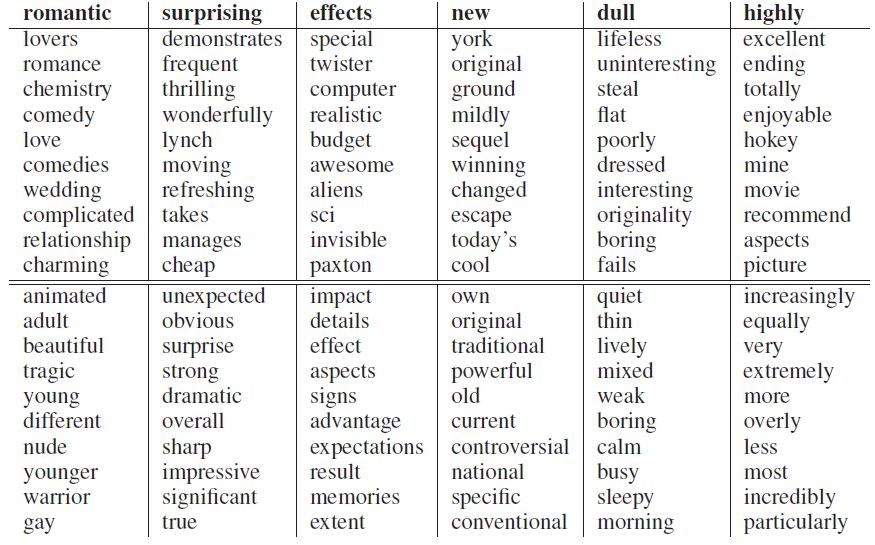 romantic surprising effects new dull highly
lovers demonstrates special york lifeless excellent
romance frequent twister original uninteresting ending
chemistry thrilling computer ground steal totally
comedy wonderfully realistic mildly flat enjoyable
love lynch budget sequel poorly hokey
comedies moving awesome winning dressed mine
wedding refreshing aliens changed interesting movie
complicated takes sci escape originality recommend
relationship manages invisible today's boring aspects
charming cheap paxton cool fails picture
animated unexpected impact own quiet increasingly
adult obvious details original thin equally
beautiful surprise effect traditional lively very
tragic strong aspects powerful mixed extremely
young dramatic signs old weak more
different overall advantage current boring overly
nude sharp expectations controversial calm less
younger impressive result national busy most
warrior significant memories specific sleepy incredibly
gay true extent conventional morning particularly